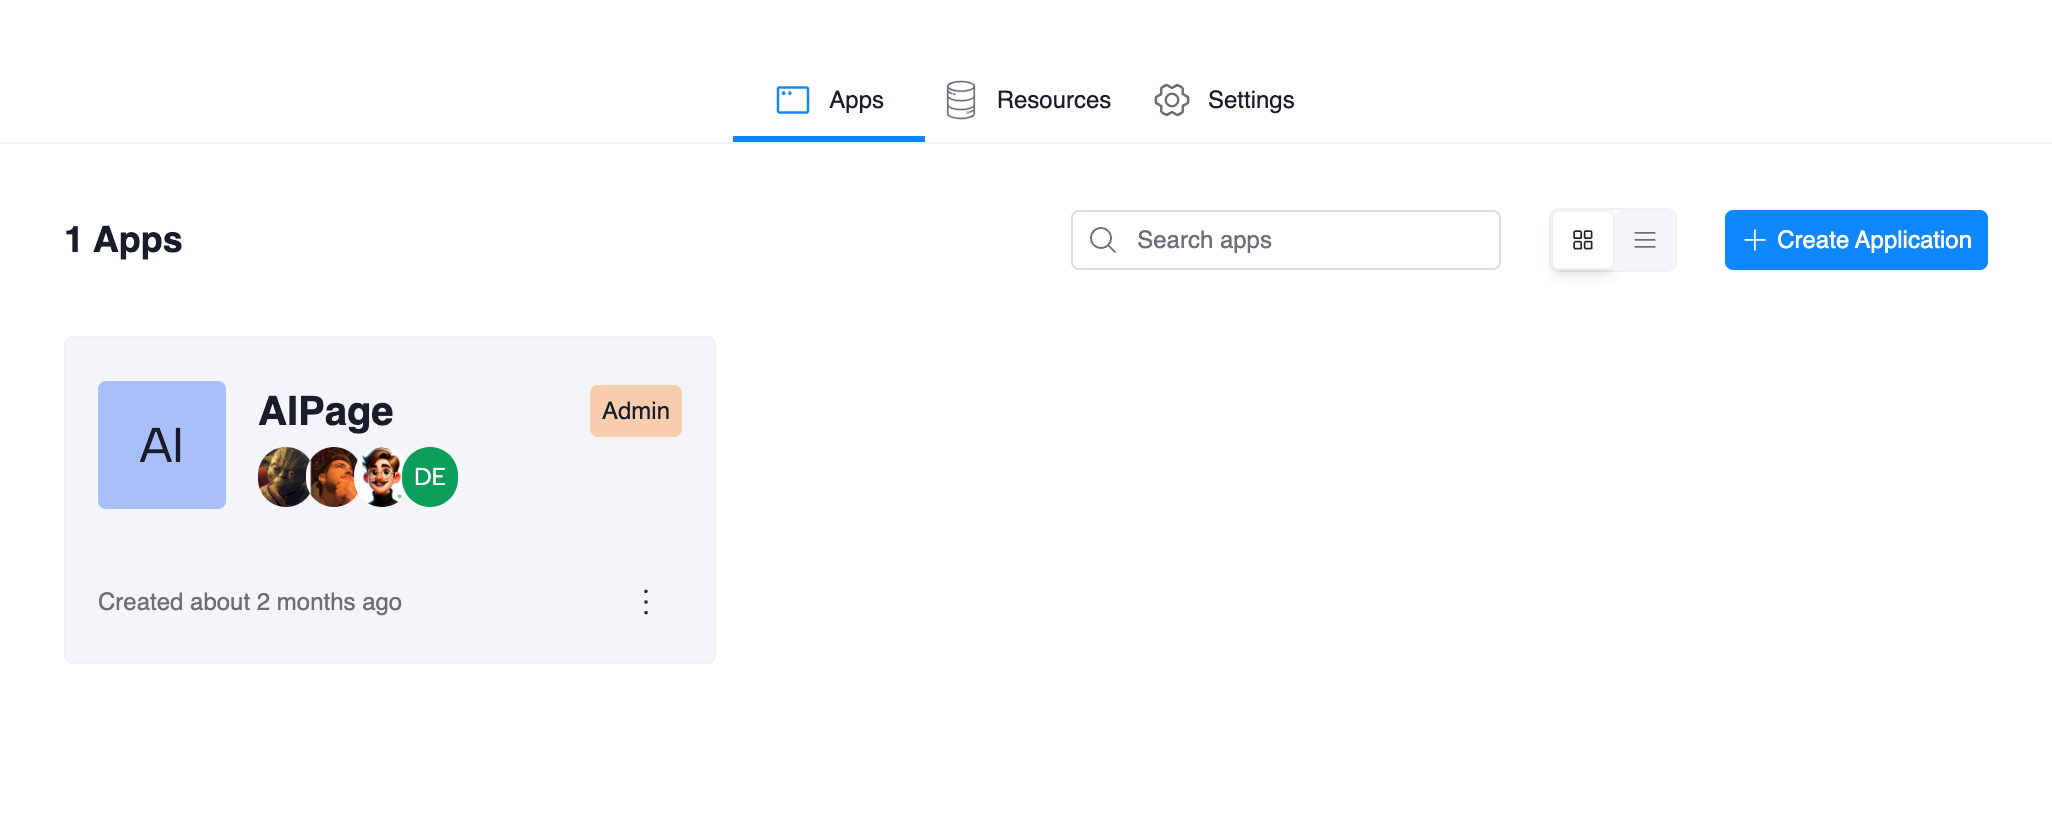 Apps
Resources
Settings
1 Apps
Search apps
Create Application
AI
AIPage
Admin
DE
Created about 2 months ago